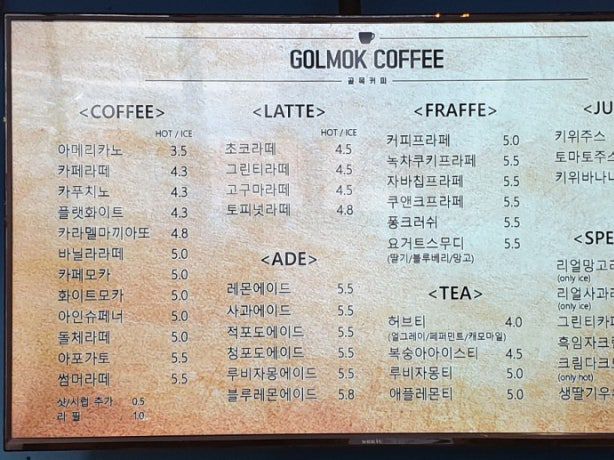 GOLMOK COFFEE
골목커피
<COFFEE>
HOT / ICE
아메리카노 3.5
카페라떼 4.3
카푸치노 4.3
플랫화이트 4.3
카라멜마끼아또 4.8
바닐라라떼 5.0
카페모카 5.0
화이트모카 5.0
아인슈페너 5.0
돌체라떼 5.0
아포가토 5.5
썸머라떼 5.5
샷/시럽 추가 0.5
리 필 1.0
<LATTE>
HOT / ICE
초코라떼 4.5
그린티라떼 4.5
고구마라떼 4.5
토피넛라떼 4.8
<ADE>
레몬에이드 5.5
사과에이드 5.5
적포도에이드 5.5
청포도에이드 5.5
루비자몽에이드 5.5
블루레몬에이드 5.8
<FRAFFE>
커피프라페 5.0
녹차쿠키프라페 5.5
자바칩프라페 5.5
쿠앤크프라페 5.5
퐁크러쉬 5.5
요거트스무디 5.5
(딸기/블루베리/망고)
<TEA>
허브티 4.0
(얼그레이/페퍼민트/캐모마일)
복숭아아이스티 4.5
루비자몽티 5.0
애플레몬티 5.0
<JU
키위주스
토마토주스
키위바나나
<SPE
리얼망고라
(only ice)
리얼사과라
(only ice)
그린티카페
흑임자크림
크림다크
(only hot)
생딸기우유